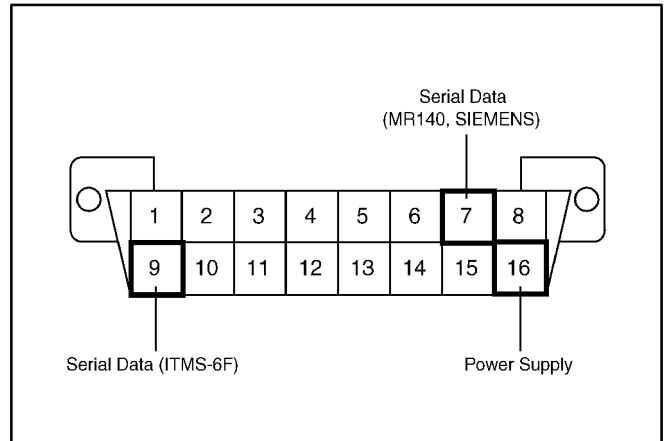 Serial Data
(MR140, SIEMENS)
1 2 3 4 5 6 7 8
9 10 11 12 13 14 15 16
Serial Data (ITMS-6F)
Power Supply